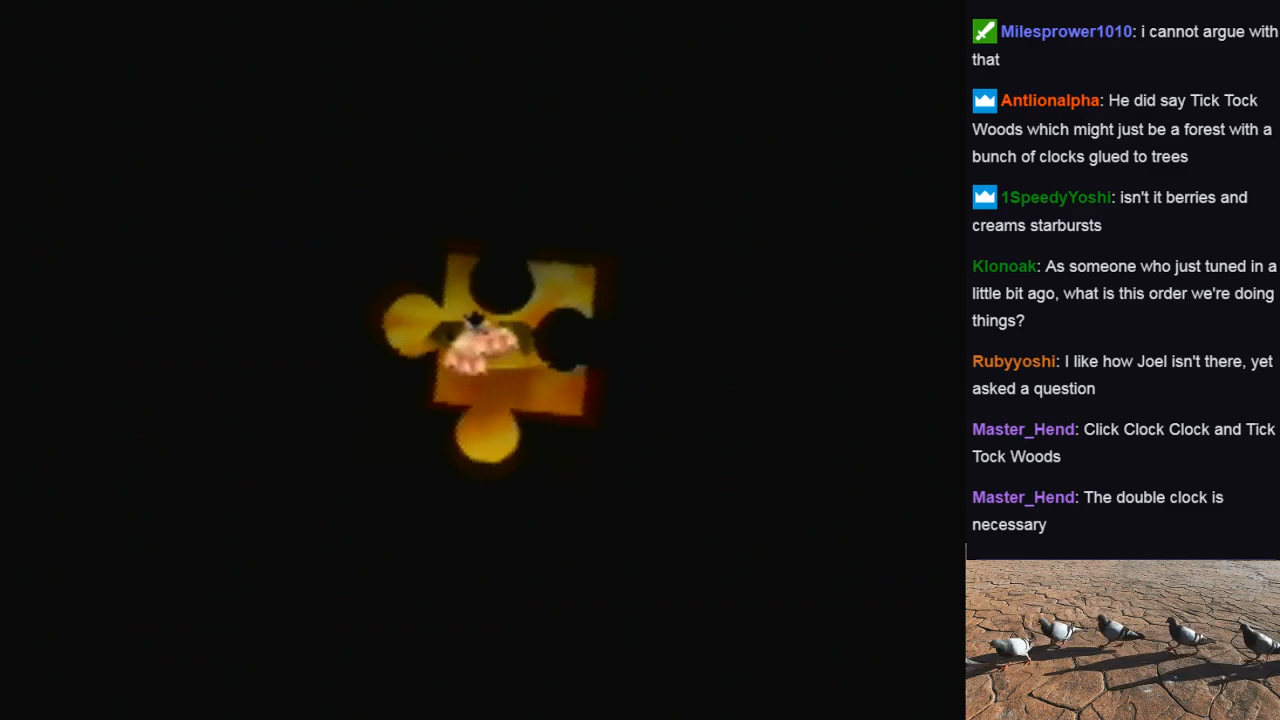 Milesprower1010: i cannot argue with
that
Antlionalpha: He did say Tick Tock
Woods which might just be a forest with a
bunch of clocks glued to trees
1SpeedyYoshi: isn't it berries and
creams starbursts
Klonoak: As someone who just tuned in a
little bit ago, what is this order we're doing
things?
Rubyyoshi: I like how Joel isn't there, yet
asked a question
Master_Hend: Click Clock Clock and Tick
Tock Woods
Master_Hend: The double clock is
necessary